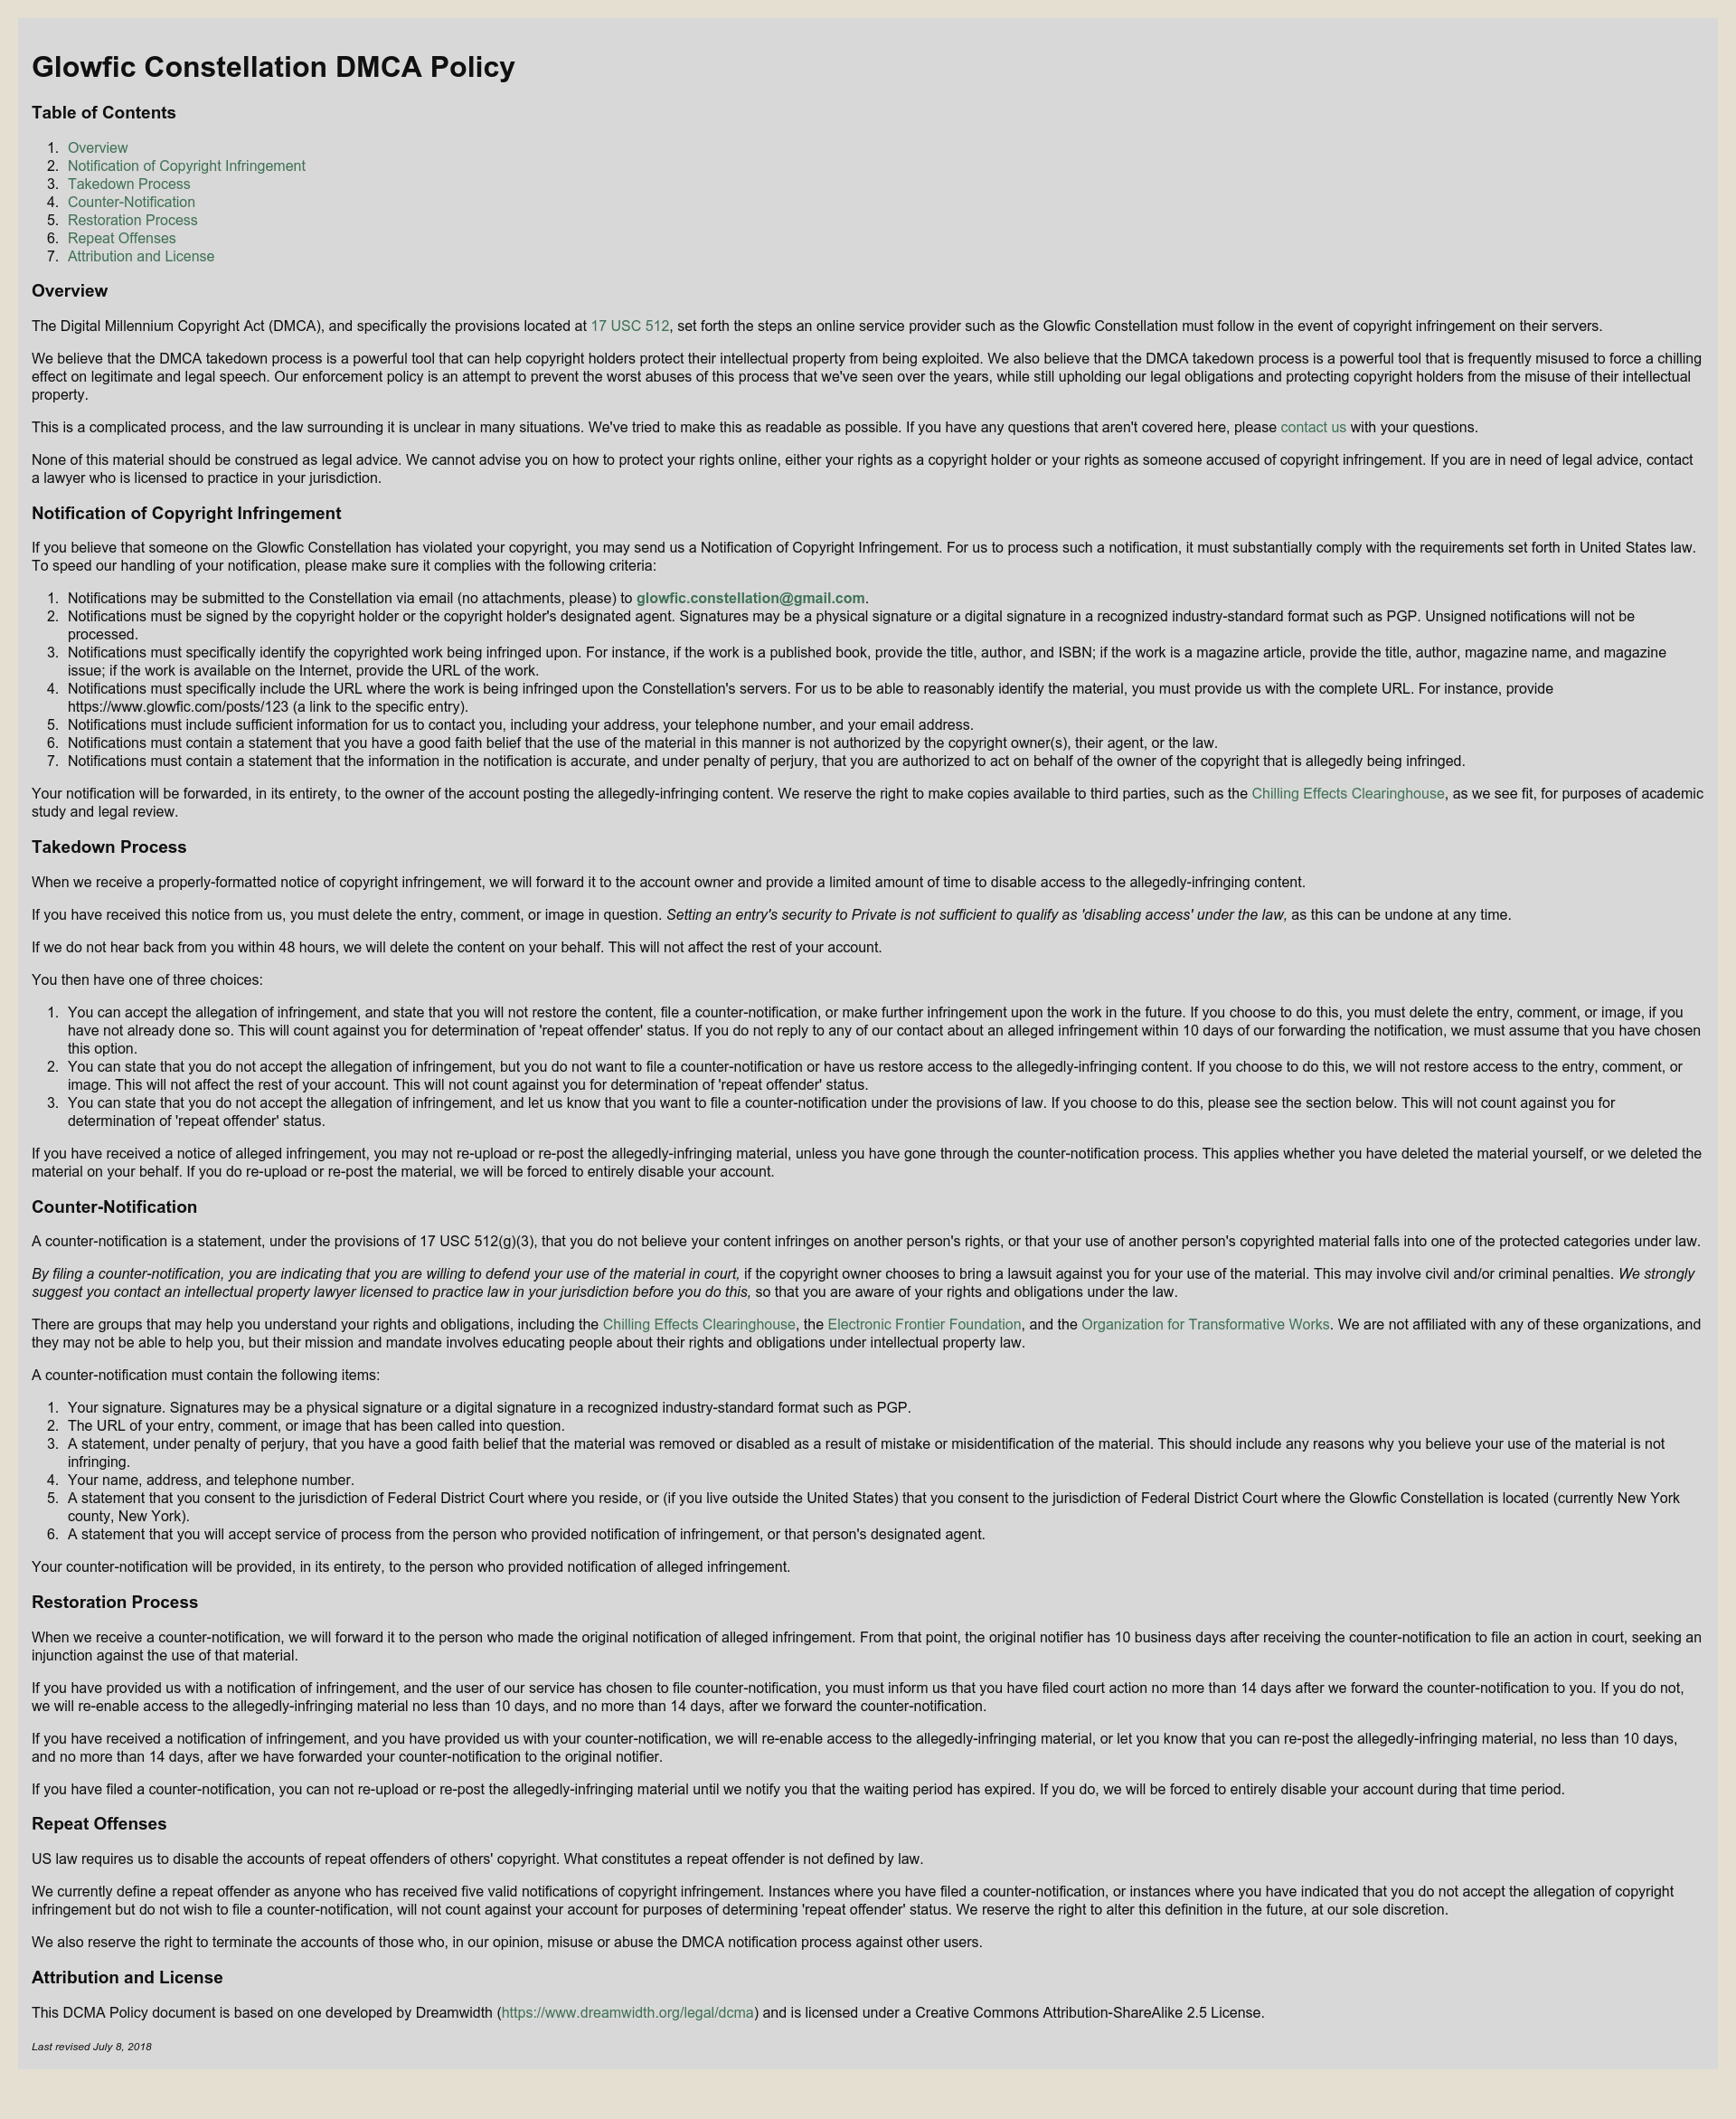 Glowfic Constellation DMCA Policy
Table of Contents
1. Overview
2. Notification of Copyright Infringement
3. Takedown Process
4. Counter-Notification
5. Restoration Process
6. Repeat Offenses
7. Attribution and License
Overview
The Digital Millennium Copyright Act (DMCA), and specifically the provisions located at 17 USC 512, set forth the steps an online service provider such as the Glowfic Constellation must follow in the event of copyright infringement on their servers.
We believe that the DMCA takedown process is a powerful tool that can help copyright holders protect their intellectual property from being exploited. We also believe that the DMCA takedown process is a powerful tool that is frequently misused to force a chilling
effect on legitimate and legal speech. Our enforcement policy is an attempt to prevent the worst abuses of this process that we've seen over the years, while still upholding our legal obligations and protecting copyright holders from the misuse of their intellectual
property.
This is a complicated process, and the law surrounding it is unclear in many situations. We've tried to make this as readable as possible. If you have any questions that aren't covered here, please contact us with your questions.
None of this material should be construed as legal advice. We cannot advise you on how to protect your rights online, either your rights as a copyright holder or your rights as someone accused of copyright infringement. If you are in need of legal advice, contact
a lawyer who is licensed to practice in your jurisdiction.
Notification of Copyright Infringement
If you believe that someone on the Glowfic Constellation has violated your copyright, you may send us a Notification of Copyright Infringement. For us to process such a notification, it must substantially comply with the requirements set forth in United States law.
To speed our handling of your notification, please make sure it complies with the following criteria:
1. Notifications may be submitted to the Constellation via email (no attachments, please) to glowfic.constellation@gmail.com.
2. Notifications must be signed by the copyright holder or the copyright holder's designated agent. Signatures may be a physical signature or a digital signature in a recognized industry-standard format such as PGP. Unsigned notifications will not be
processed.
3. Notifications must specifically identify the copyrighted work being infringed upon. For instance, if the work is a published book, provide the title, author, and ISBN; if the work is a magazine article, provide the title, author, magazine name, and magazine
issue; if the work is available on the Internet, provide the URL of the work.
4. Notifications must specifically include the URL where the work is being infringed upon the Constellation's servers. For us to be able to reasonably identify the material, you must provide us with the complete URL. For instance, provide
https://www.glowfic.com/posts/123 (a link to the specific entry).
5. Notifications must include sufficient information for us to contact you, including your address, your telephone number, and your email address.
6. Notifications must contain a statement that you have a good faith belief that the use of the material in this manner is not authorized by the copyright owner(s), their agent, or the law.
7. Notifications must contain a statement that the information in the notification is accurate, and under penalty of perjury, that you are authorized to act on behalf of the owner of the copyright that is allegedly being infringed.
Your notification will be forwarded, in its entirety, to the owner of the account posting the allegedly-infringing content. We reserve the right to make copies available to third parties, such as the Chilling Effects Clearinghouse, as we see fit, for purposes of academic
study and legal review.
Takedown Process
When we receive a properly-formatted notice of copyright infringement, we will forward it to the account owner and provide a limited amount of time to disable access to the allegedly-infringing content.
If you have received this notice from us, you must delete the entry, comment, or image in question. Setting an entry's security to Private is not sufficient to qualify as 'disabling access' under the law, as this can be undone at any time.
If we do not hear back from you within 48 hours, we will delete the content on your behalf. This will not affect the rest of your account.
You then have one of three choices:
1. You can accept the allegation of infringement, and state that you will not restore the content, file a counter-notification, or make further infringement upon the work in the future. If you choose to do this, you must delete the entry, comment, or image, if you
have not already done so. This will count against you for determination of 'repeat offender' status. If you do not reply to any of our contact about an alleged infringement within 10 days of our forwarding the notification, we must assume that you have chosen
this option.
2. You can state that you do not accept the allegation of infringement, but you do not want to file a counter-notification or have us restore access to the allegedly-infringing content. If you choose to do this, we will not restore access to the entry, comment, or
image. This will not affect the rest of your account. This will not count against you for determination of 'repeat offender' status.
3. You can state that you do not accept the allegation of infringement, and let us know that you want to file a counter-notification under the provisions of law. If you choose to do this, please see the section below. This will not count against you for
determination of 'repeat offender' status.
If you have received a notice of alleged infringement, you may not re-upload or re-post the allegedly-infringing material, unless you have gone through the counter-notification process. This applies whether you have deleted the material yourself, or we deleted the
material on your behalf. If you do re-upload or re-post the material, we will be forced to entirely disable your account.
Counter-Notification
A counter-notification is a statement, under the provisions of 17 USC 512(g)(3), that you do not believe your content infringes on another person's rights, or that your use of another person's copyrighted material falls into one of the protected categories under law.
By filing a counter-notification, you are indicating that you are willing to defend your use of the material in court, if the copyright owner chooses to bring a lawsuit against you for your use of the material. This may involve civil and/or criminal penalties. We strongly
suggest you contact an intellectual property lawyer licensed to practice law in your jurisdiction before you do this, so that you are aware of your rights and obligations under the law.
There are groups that may help you understand your rights and obligations, including the Chilling Effects Clearinghouse, the Electronic Frontier Foundation, and the Organization for Transformative Works. We are not affiliated with any of these organizations, and
they may not be able to help you, but their mission and mandate involves educating people about their rights and obligations under intellectual property law.
A counter-notification must contain the following items:
1. Your signature. Signatures may be a physical signature or a digital signature in a recognized industry-standard format such as PGP.
2. The URL of your entry, comment, or image that has been called into question.
3. A statement, under penalty of perjury, that you have a good faith belief that the material was removed or disabled as a result of mistake or misidentification of the material. This should include any reasons why you believe your use of the material is not
infringing.
4. Your name, address, and telephone number.
5. A statement that you consent to the jurisdiction of Federal District Court where you reside, or (if you live outside the United States) that you consent to the jurisdiction of Federal District Court where the Glowfic Constellation is located (currently New York
county, New York).
6. A statement that you will accept service of process from the person who provided notification of infringement, or that person's designated agent.
Your counter-notification will be provided, in its entirety, to the person who provided notification of alleged infringement.
Restoration Process
When we receive a counter-notification, we will forward it to the person who made the original notification of alleged infringement. From that point, the original notifier has 10 business days after receiving the counter-notification to file an action in court, seeking an
injunction against the use of that material.
If you have provided us with a notification of infringement, and the user of our service has chosen to file counter-notification, you must inform us that you have filed court action no more than 14 days after we forward the counter-notification to you. If you do not,
we will re-enable access to the allegedly-infringing material no less than 10 days, and no more than 14 days, after we forward the counter-notification.
If you have received a notification of infringement, and you have provided us with your counter-notification, we will re-enable access to the allegedly-infringing material, or let you know that you can re-post the allegedly-infringing material, no less than 10 days,
and no more than 14 days, after we have forwarded your counter-notification to the original notifier.
If you have filed a counter-notification, you can not re-upload or re-post the allegedly-infringing material until we notify you that the waiting period has expired. If you do, we will be forced to entirely disable your account during that time period.
Repeat Offenses
US law requires us to disable the accounts of repeat offenders of others' copyright. What constitutes a repeat offender is not defined by law.
We currently define a repeat offender as anyone who has received five valid notifications of copyright infringement. Instances where you have filed a counter-notification, or instances where you have indicated that you do not accept the allegation of copyright
infringement but do not wish to file a counter-notification, will not count against your account for purposes of determining 'repeat offender' status. We reserve the right to alter this definition in the future, at our sole discretion.
We also reserve the right to terminate the accounts of those who, in our opinion, misuse or abuse the DMCA notification process against other users.
Attribution and License
This DCMA Policy document is based on one developed by Dreamwidth (https://www.dreamwidth.org/legal/dcma) and is licensed under a Creative Commons Attribution-ShareAlike 2.5 License.
Last revised July 8, 2018